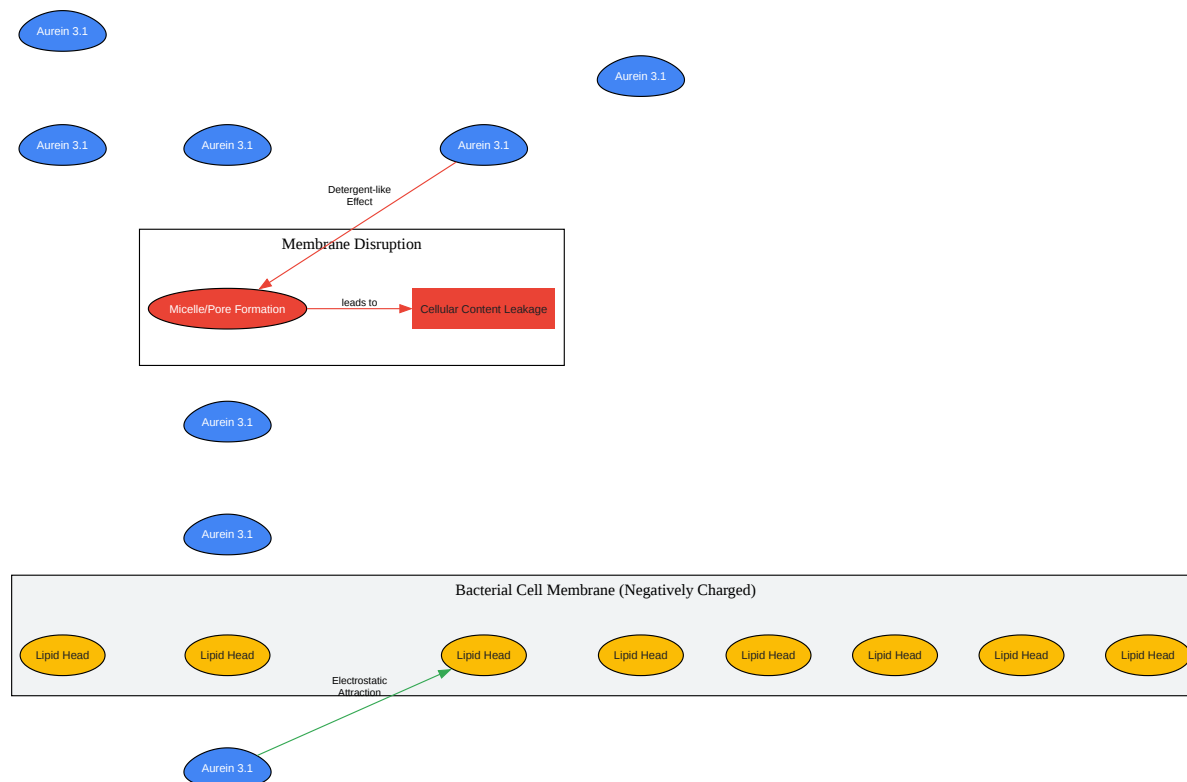 Aurein 3.1
Aurein 3.1
Aurein 3.1
Aurein 3.1
Aurein 3.1
Detergent-like
Effect
Membrane Disruption
Micelle/Pore Formation
leads to
Cellular Content Leakage
Aurein 3.1
Aurein 3.1
Bacterial Cell Membrane (Negatively Charged)
Lipid Head
Lipid Head
Lipid Head
Lipid Head
Lipid Head
Lipid Head
Lipid Head
Lipid Head
Electrostatic
Attraction
Aurein 3.1